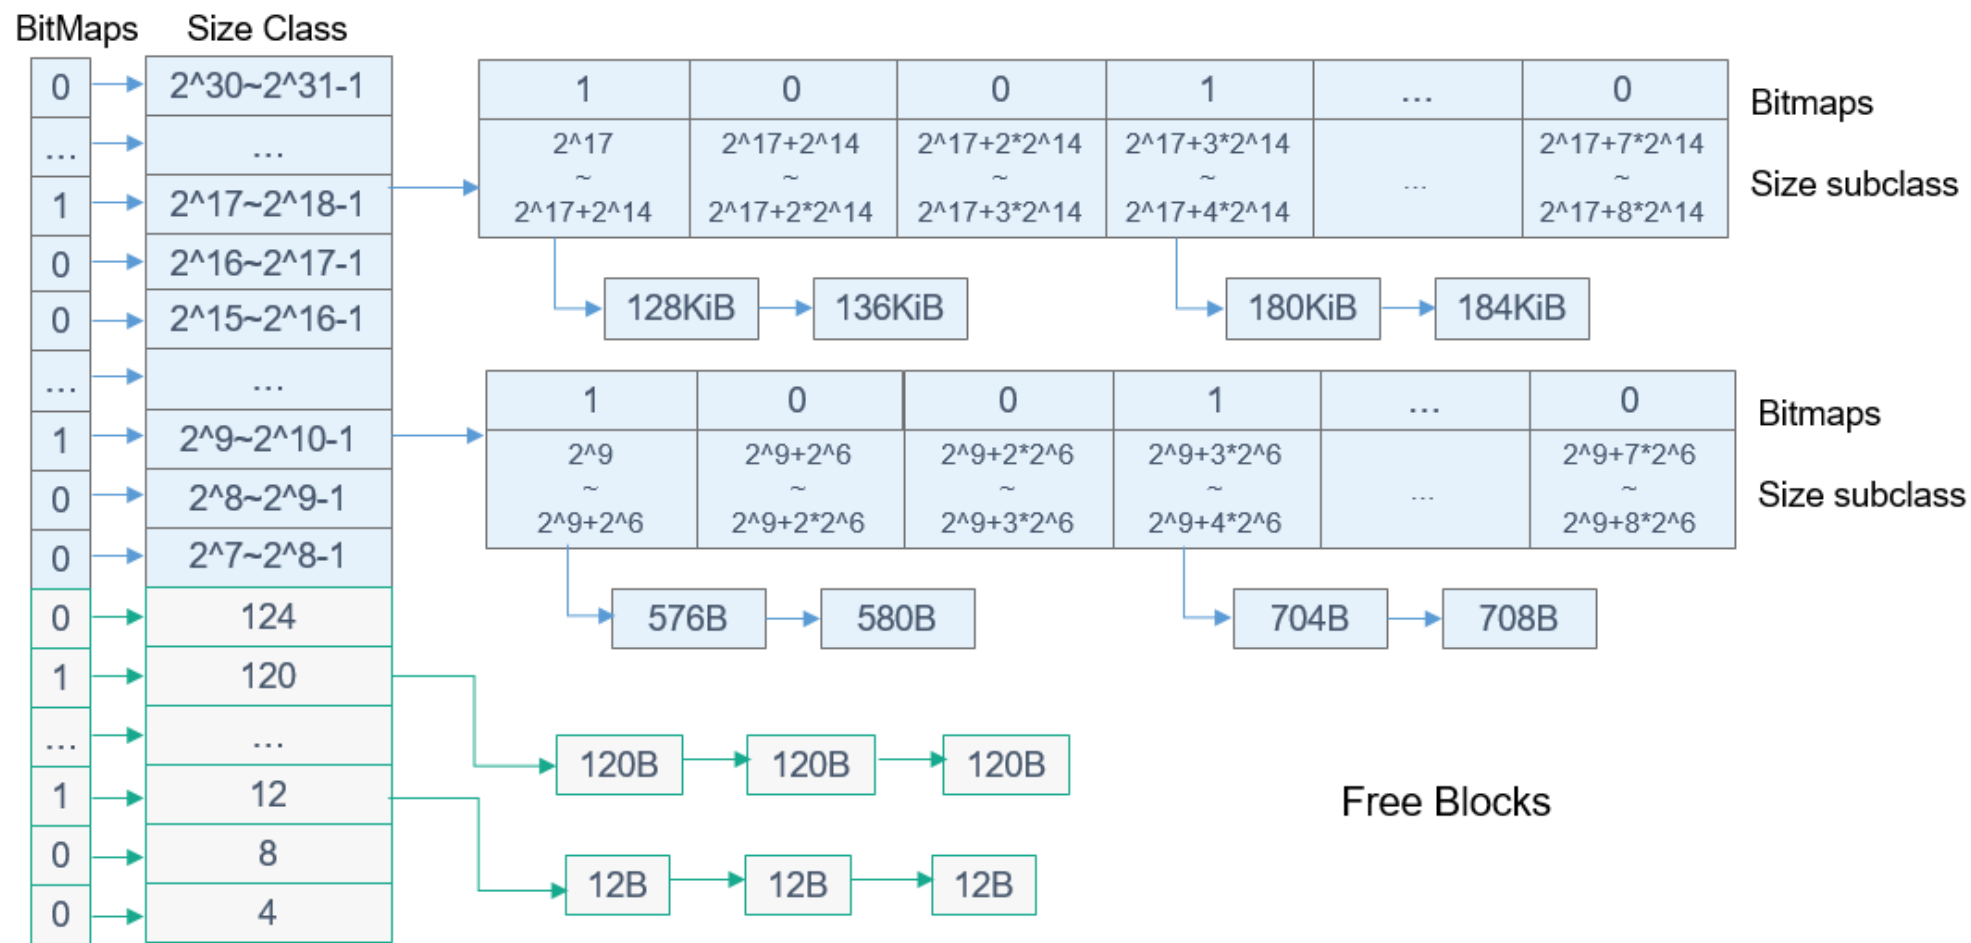 BitMaps Size Class
0 2^30~2^31-1
... ...
1 2^17~2^18-1
0 2^16~2^17-1
0 2^15~2^16-1
... ...
1 2^9~2^10-1
0 2^8~2^9-1
0 2^7~2^8-1
0 124
1 120
... ...
1 12
0 8
0 4
1 0 0 1 ... 0 Bitmaps
2^17 2^17+2^14 2^17+2*2^14 2^17+3*2^14 2^17+7*2^14
~ ~ ~ ~ ... ~ Size subclass
2^17+2^14 2^17+2*2^14 2^17+3*2^14 2^17+4*2^14 2^17+8*2^14
128KiB 136KiB 180KiB 184KiB
1 0 0 1 ... 0 Bitmaps
2^9 2^9+2^6 2^9+2*2^6 2^9+3*2^6 2^9+7*2^6
~ ~ ~ ~ ... ~ Size subclass
2^9+2^6 2^9+2*2^6 2^9+3*2^6 2^9+4*2^6 2^9+8*2^6
576B 580B 704B 708B
120B 120B 120B
Free Blocks
12B 12B 12B